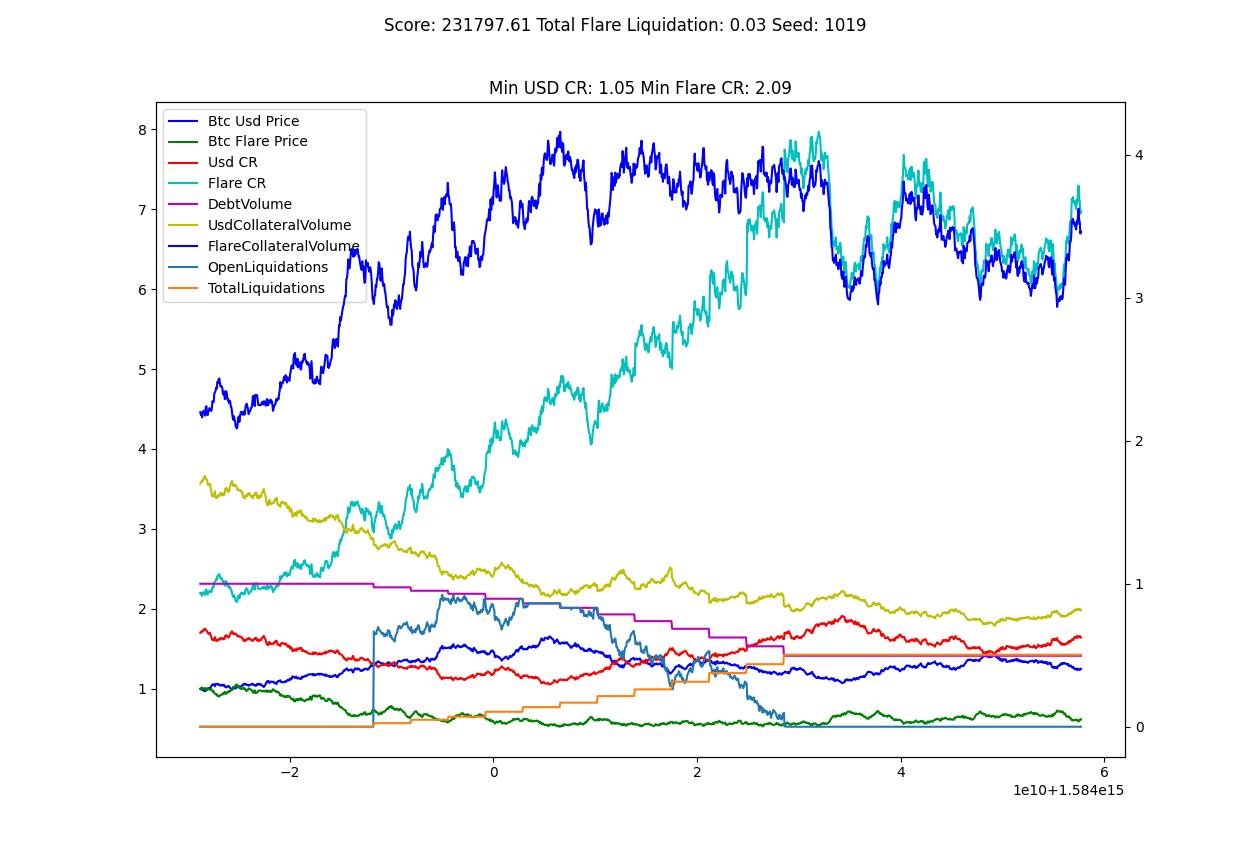 Score: 231797.61 Total Flare Liquidation: 0.03 Seed: 1019
Min USD CR: 1.05 Min Flare CR: 2.09
Btc Usd Price
Btc Flare Price
Usd CR
Flare CR
DebtVolume
UsdCollateralVolume
FlareCollateralVolume
OpenLiquidations
TotalLiquidations
8
7
6
5
4
3
2
1
4
3
2
1
0
−2
0
2
4
6
1e10+1.584e15